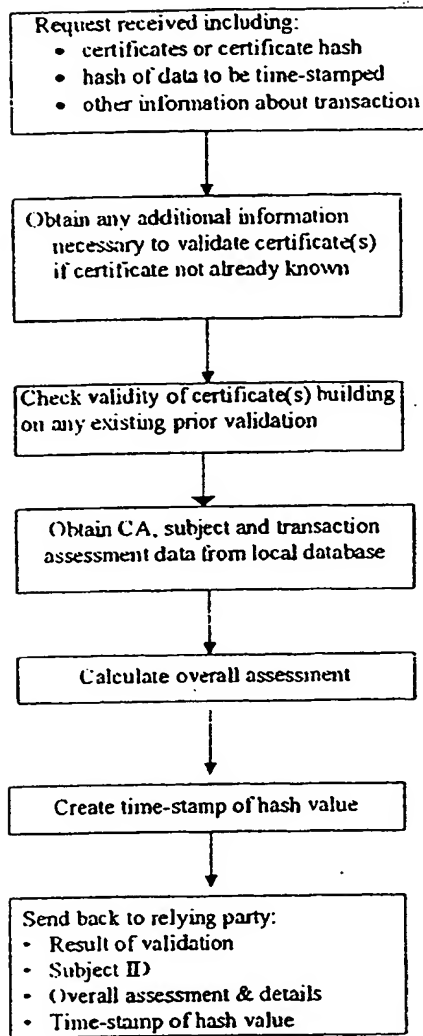 Request received including:
• certificates or certificate hash
• hash of data to be time-stamped
• other information about transaction
Obtain any additional information
necessary to validate certificate(s)
if certificate not already known
Check validity of certificate(s) building
on any existing prior validation
Obtain CA, subject and transaction
assessment data from local database
Calculate overall assessment
Create time-stamp of hash value
Send back to relying party:
• Result of validation
• Subject ID
• Overall assessment & details
• Time-stamp of hash value